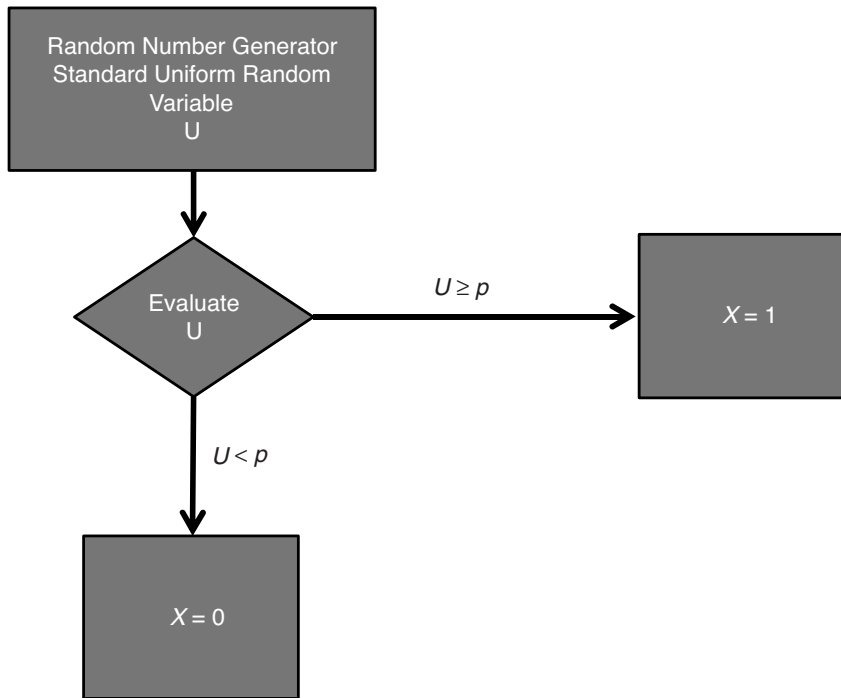 Random Number Generator
Standard Uniform Random
Variable
U
Evaluate
U
U ≥ p
X = 1
U < p
X = 0